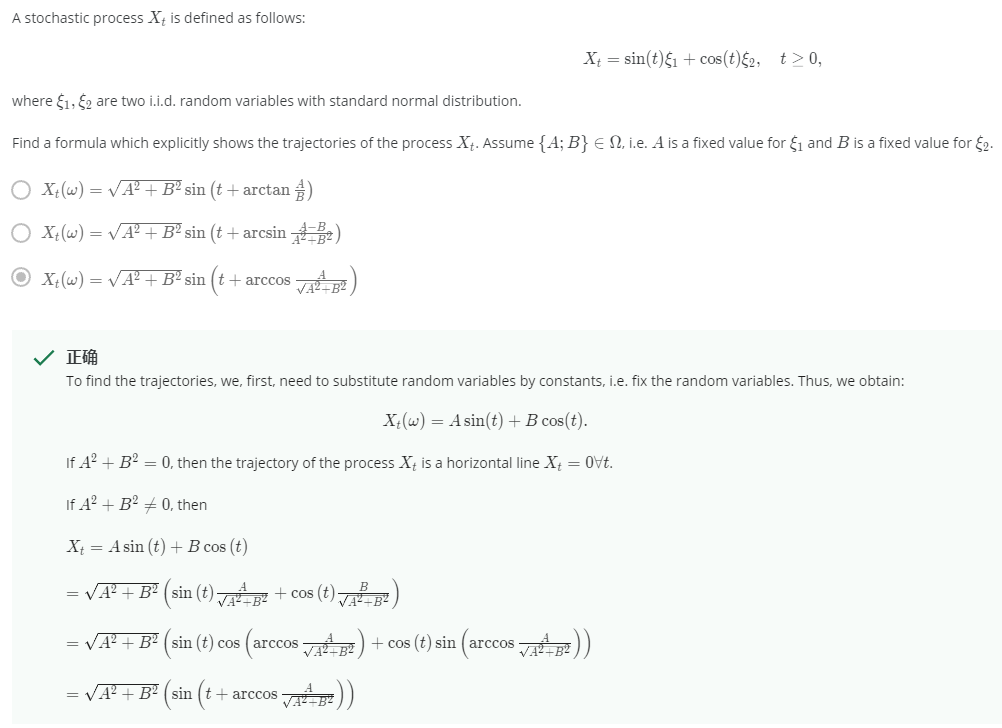 A stochastic process $X_t$ is defined as follows:
$X_t = \sin(t)\xi_1 + \cos(t)\xi_2, \quad t \geq 0,$
where $\xi_1, \xi_2$ are two i.i.d. random variables with standard normal distribution.
Find a formula which explicitly shows the trajectories of the process $X_t$. Assume $\{A; B\} \in \Omega$, i.e. $A$ is a fixed value for $\xi_1$ and $B$ is a fixed value for $\xi_2$.
$X_t(\omega) = \sqrt{A^2 + B^2} \sin \left(t + \arctan \frac{A}{B}\right)$
$X_t(\omega) = \sqrt{A^2 + B^2} \sin \left(t + \arcsin \frac{A-B}{A^2+B^2}\right)$
$X_t(\omega) = \sqrt{A^2 + B^2} \sin \left(t + \arccos \frac{A}{\sqrt{A^2+B^2}}\right)$
正确
To find the trajectories, we, first, need to substitute random variables by constants, i.e. fix the random variables. Thus, we obtain:
$X_t(\omega) = A \sin(t) + B \cos(t).$
If $A^2 + B^2 = 0$, then the trajectory of the process $X_t$ is a horizontal line $X_t = 0 \forall t$.
If $A^2 + B^2 \neq 0$, then
$X_t = A \sin (t) + B \cos (t)$
$= \sqrt{A^2 + B^2} \left(\sin (t) \frac{A}{\sqrt{A^2+B^2}} + \cos (t) \frac{B}{\sqrt{A^2+B^2}}\right)$
$= \sqrt{A^2 + B^2} \left(\sin (t) \cos \left(\arccos \frac{A}{\sqrt{A^2+B^2}}\right) + \cos (t) \sin \left(\arccos \frac{A}{\sqrt{A^2+B^2}}\right)\right)$
$= \sqrt{A^2 + B^2} \left(\sin \left(t + \arccos \frac{A}{\sqrt{A^2+B^2}}\right)\right)$